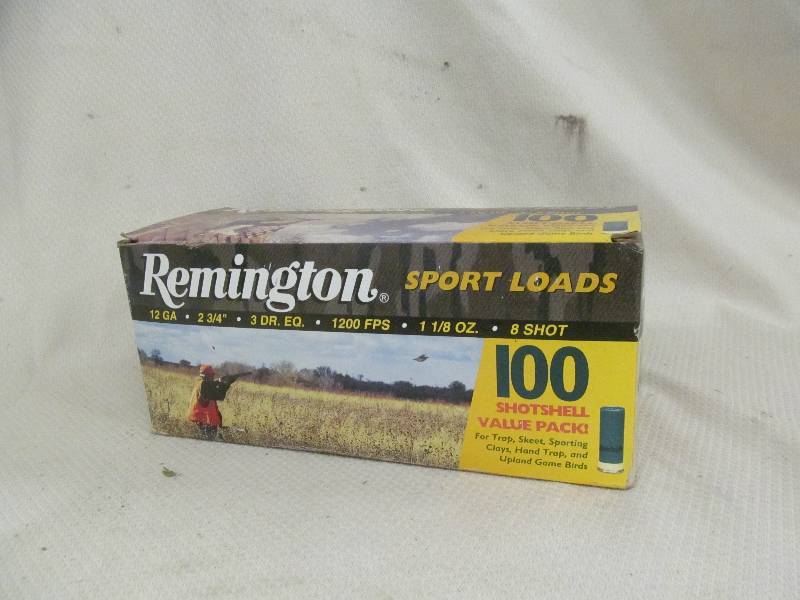 100
Remington®
SPORT LOADS
12 GA • 2 3/4" • 3 DR. EQ. • 1200 FPS • 1 1/8 OZ. • 8 SHOT
100
SHOTSHELL
VALUE PACK!
For Trap, Skeet, Sporting
Clays, Hand Trap, and
Upland Game Birds